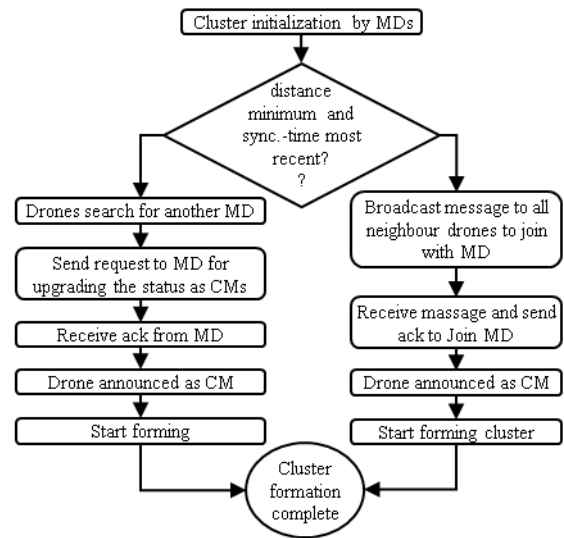 Cluster initialization by MDs
distance
minimum and
sync.-time most
recent?
?
Drones search for another MD
Send request to MD for
upgrading the status as CMs
Receive ack from MD
Drone announced as CM
Start forming
Broadcast message to all
neighbour drones to join
with MD
Receive massage and send
ack to Join MD
Drone announced as CM
Start forming cluster
Cluster
formation
complete